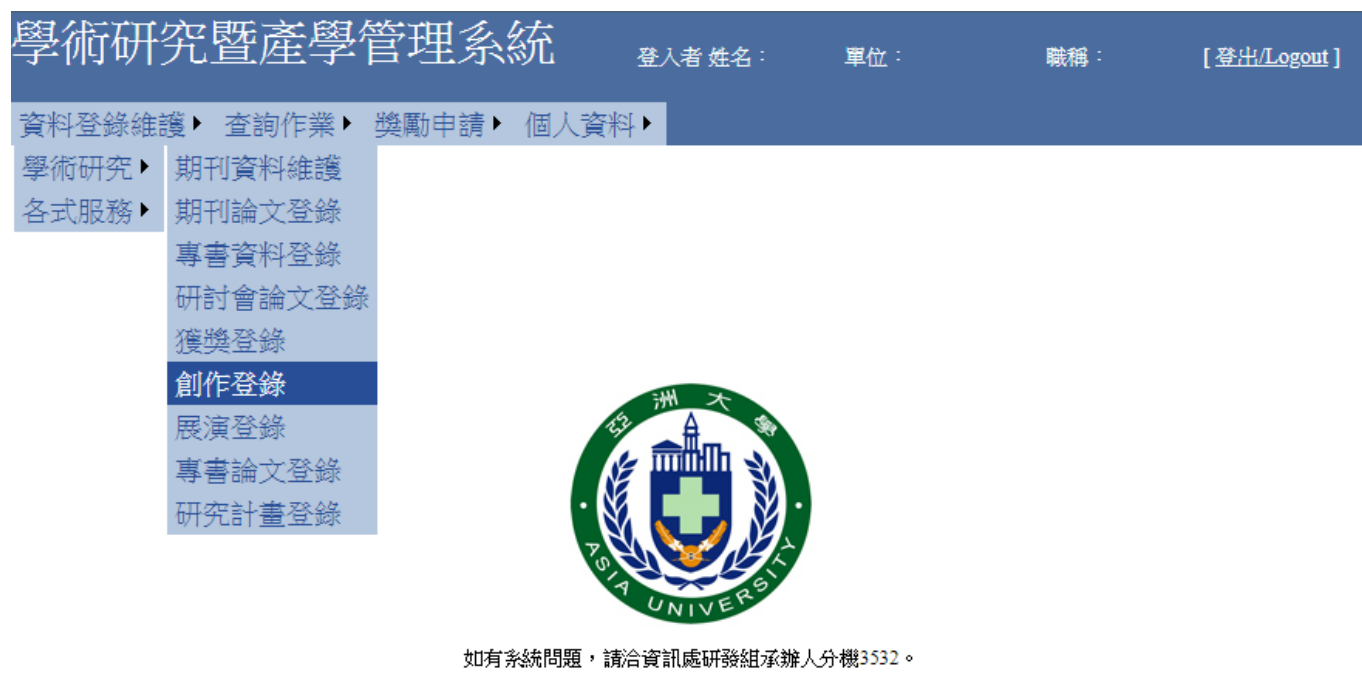 學術研究暨產學管理系統 登入者 姓名： 單位： 職稱： [ 登出/Logout ]
資料登錄維護 查詢作業 獎勵申請 個人資料
學術研究 期刊資料維護
各式服務 期刊論文登錄
專書資料登錄
研討會論文登錄
獲獎登錄
創作登錄
展演登錄
專書論文登錄
研究計畫登錄
亞洲大學
ASIA UNIVERSITY
如有系統問題，請洽資訊處研發組承辦人分機3532。